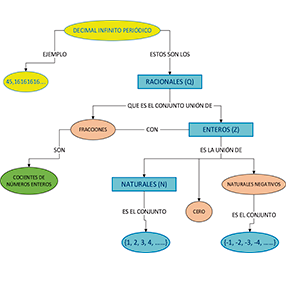 DECIMAL INFINITO PERIÓDICO
EJEMPLO
ESTOS SON LOS
45,16161616....
RACIONALES (Q)
QUE ES EL CONJUNTO UNIÓN DE
FRACCIONES
CON
ENTEROS (Z)
SON
ES LA UNIÓN DE
COCIENTES DE
NÚMEROS ENTEROS
NATURALES (N)
CERO
NATURALES NEGATIVOS
ES EL CONJUNTO
ES EL CONJUNTO
(1, 2, 3, 4, ......)
(-1, -2, -3, -4, ......)